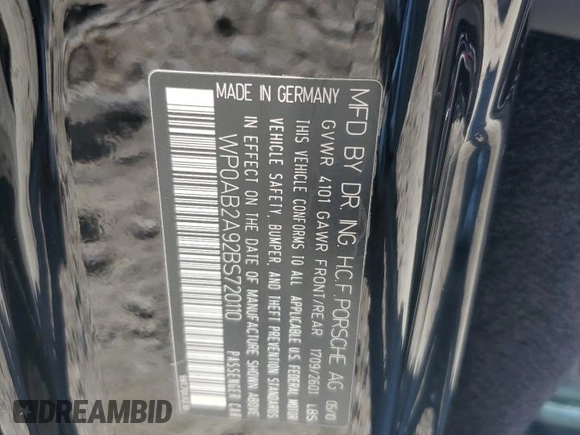 MFD BY DR. ING. H.C.F. PORSCHE AG 05/10
GVWR 4101 GAWR FRONT/REAR 1709/2601 LBS
THIS VEHICLE CONFORMS TO ALL APPLICABLE U.S. FEDERAL MOTOR
VEHICLE SAFETY, BUMPER, AND THEFT PREVENTION STANDARDS
IN EFFECT ON THE DATE OF MANUFACTURE SHOWN ABOVE
WP0AB2A92BS720110 PASSENGER CAR
MADE IN GERMANY
DREAMBID